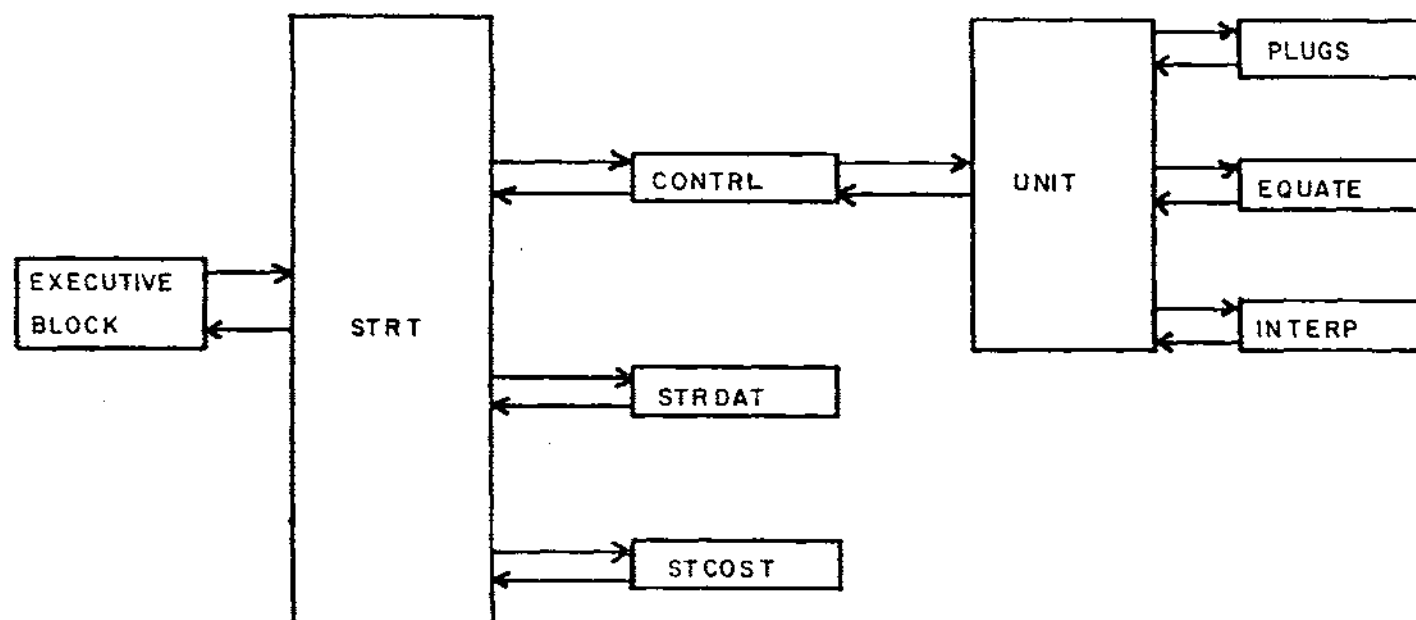 PLUGS
CONTRL
UNIT
EQUATE
EXECUTIVE
BLOCK
STRT
INTERP
STRDAT
STCOST